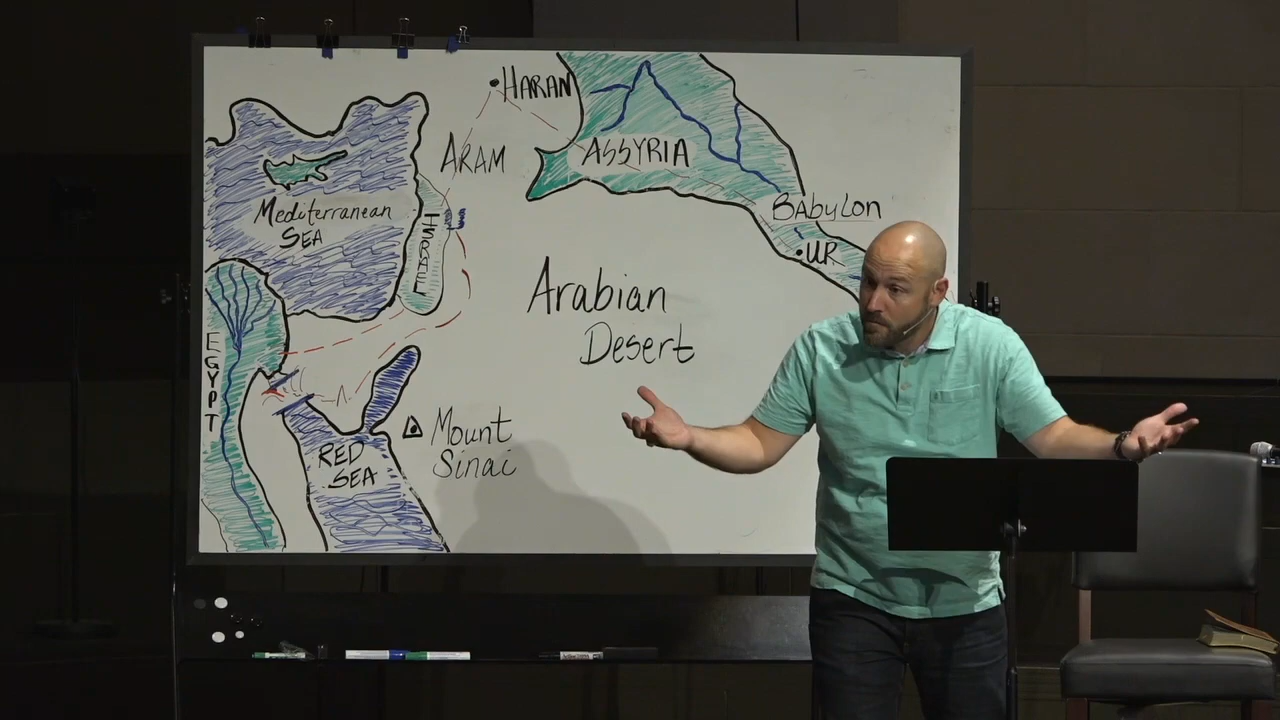 HARAN
ARAM
ASSYRIA
Mediterranean
SEA
ISRAEL
BAbyLON
UR
Arabian
Desert
EGYPT
Mount
Sinai
RED
SEA